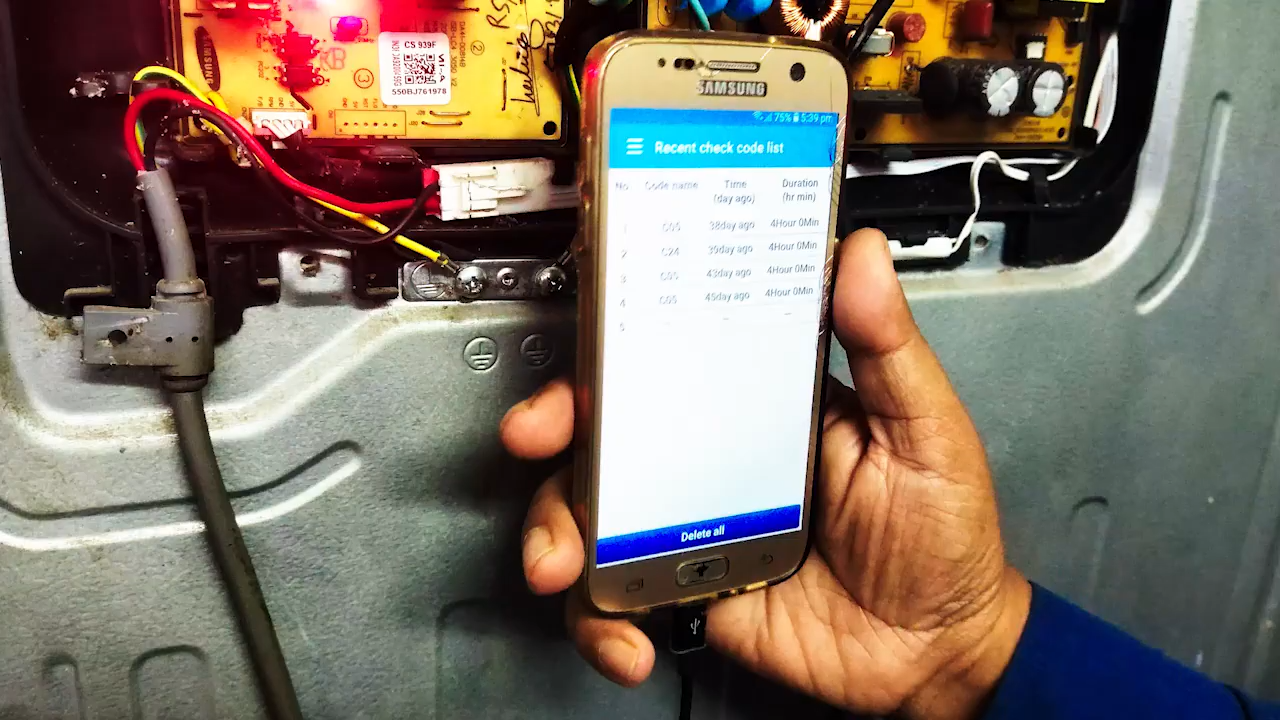 CS 939F
550BJ761978
SAMSUNG
SAMSUNG
75% 5:39 pm
Recent check code list
No. Code name Time (day ago) Duration (hr min)
1 C05 38day ago 4Hour 0Min
2 C24 39day ago 4Hour 0Min
3 C05 43day ago 4Hour 0Min
4 C05 45day ago 4Hour 0Min
5
Delete all